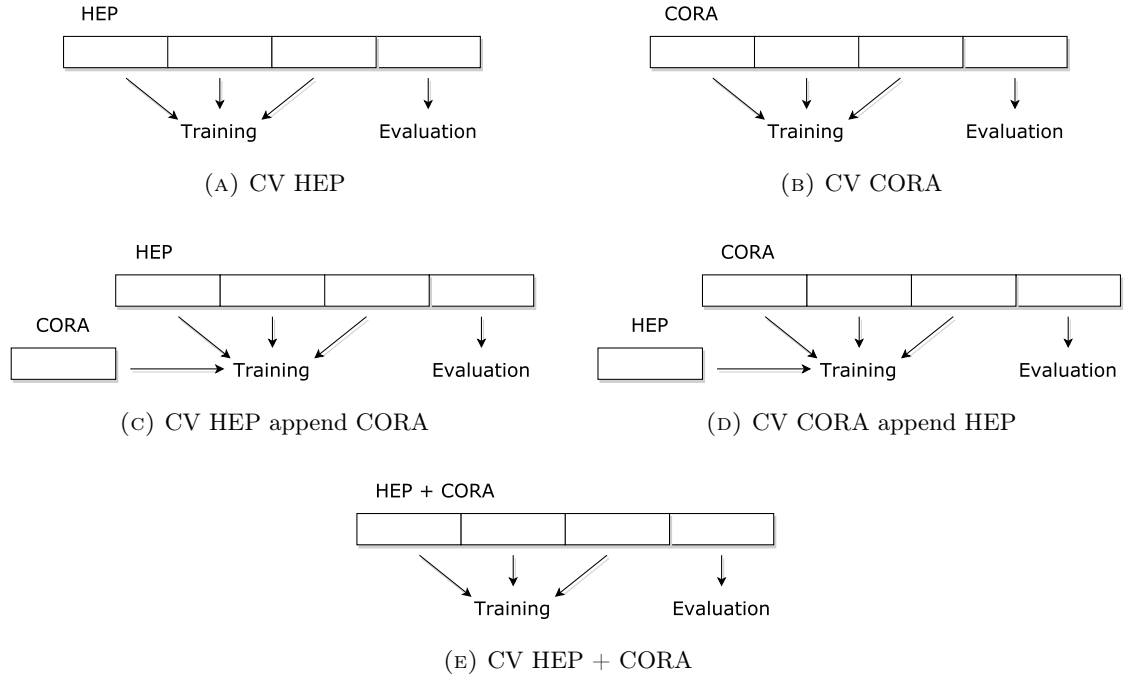 HEP
Training Evaluation
(A) CV HEP
CORA
Training Evaluation
(B) CV CORA
HEP
CORA
Training Evaluation
(C) CV HEP append CORA
CORA
HEP
Training Evaluation
(D) CV CORA append HEP
HEP + CORA
Training Evaluation
(E) CV HEP + CORA